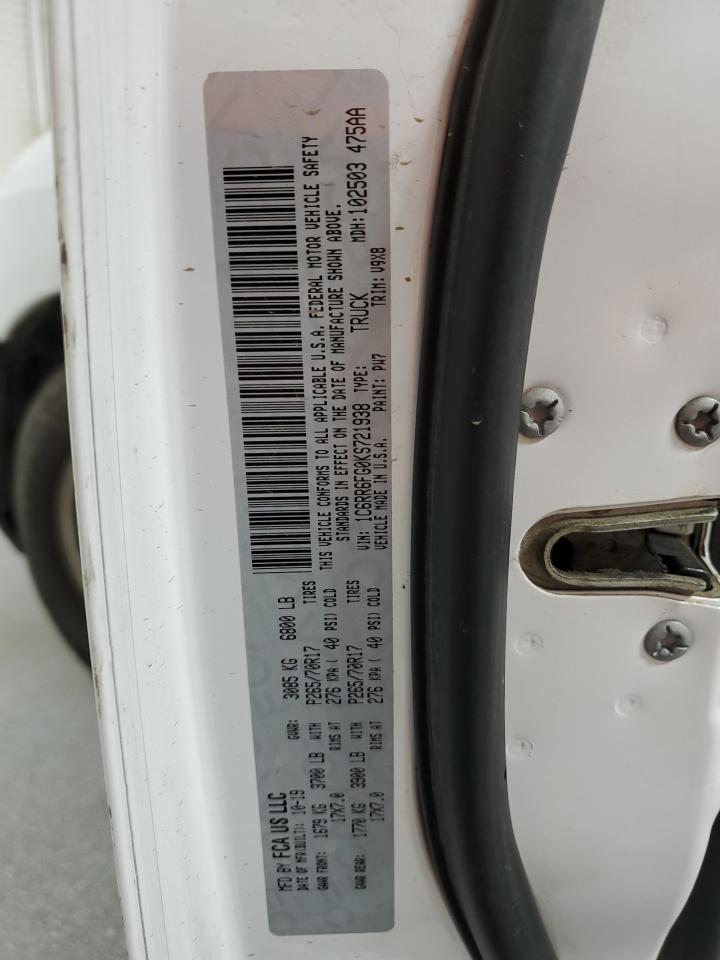 MFD BY FCA US LLC
DATE OF MFR(BUILT): 10-19 GVWR: 3085 KG 6800 LB
GAWR FRONT: 1679 KG 3700 LB WITH P265/70R17 TIRES
17X7.0 RIMS AT 276 KPA ( 40 PSI) COLD
GAWR REAR: 1770 KG 3900 LB WITH P265/70R17 TIRES
17X7.0 RIMS AT 276 KPA ( 40 PSI) COLD
THIS VEHICLE CONFORMS TO ALL APPLICABLE U.S.A. FEDERAL MOTOR VEHICLE SAFETY
STANDARDS IN EFFECT ON THE DATE OF MANUFACTURE SHOWN ABOVE.
VIN: 1C6RR6FG0KS721938 TYPE: TRUCK MDH: 102503 475AA
VEHICLE MADE IN U.S.A. PAINT: PW7 TRIM: V9X8